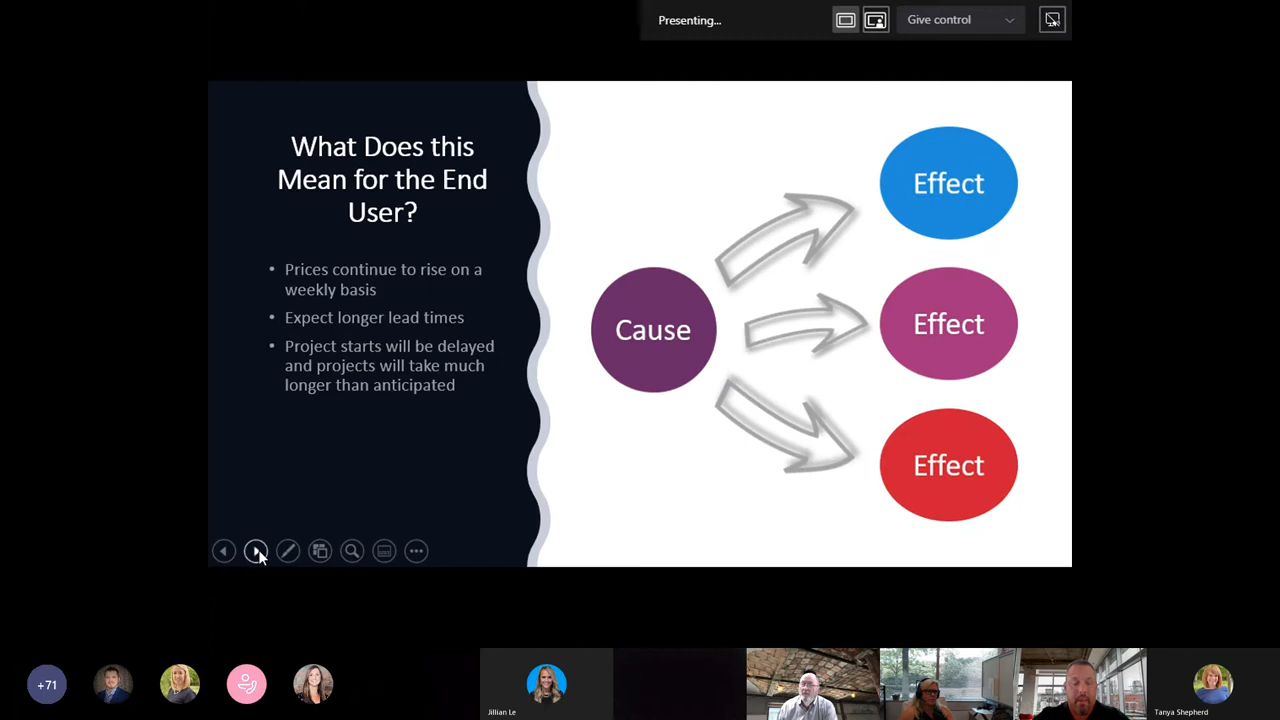 Presenting...
Give control
What Does this
Mean for the End
User?
• Prices continue to rise on a
weekly basis
• Expect longer lead times
• Project starts will be delayed
and projects will take much
longer than anticipated
Cause
Effect
Effect
Effect
+71
Jillian Le
Tanya Shepherd